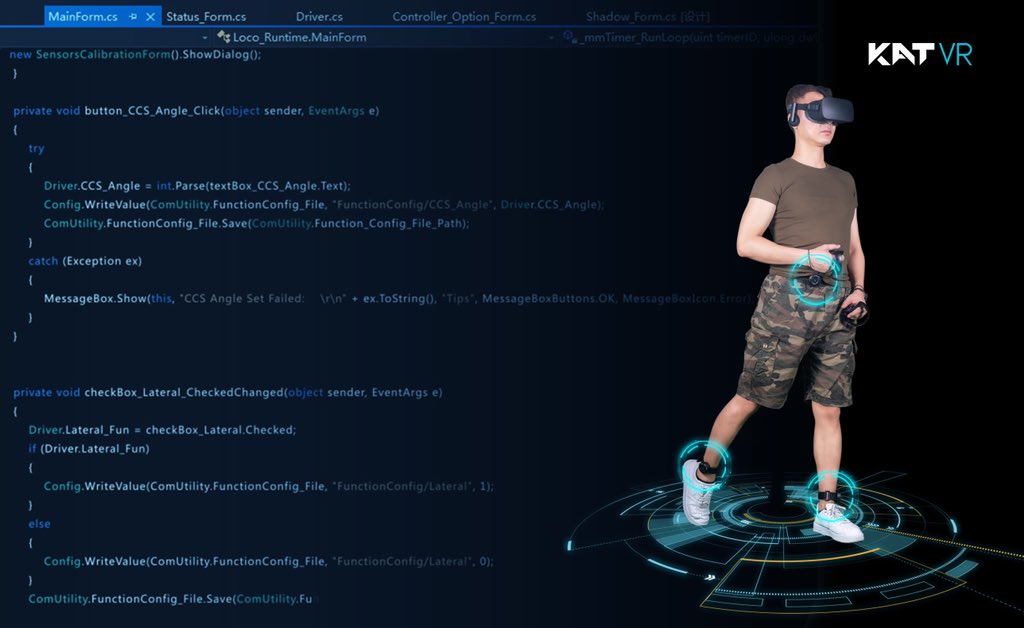 MainForm.cs
Status_Form.cs
Driver.cs
Controller_Option_Form.cs
Shadow_Form.cs [设计]
Loco_Runtime.MainForm
_mmTimer_RunLoop(uint timerID, ulong dw
KAT VR
new SensorsCalibrationForm().ShowDialog();
}
private void button_CCS_Angle_Click(object sender, EventArgs e)
{
try
{
Driver.CCS_Angle = int.Parse(textBox_CCS_Angle.Text);
Config.WriteValue(ComUtility.FunctionConfig_File, "FunctionConfig/CCS_Angle", Driver.CCS_Angle);
ComUtility.FunctionConfig_File.Save(ComUtility.Function_Config_File_Path);
}
catch (Exception ex)
{
MessageBox.Show(this, "CCS Angle Set Failed:   \r\n" + ex.ToString(), "Tips", MessageBoxButtons.OK, MessageBoxIcon.Error);
}
}
private void checkBox_Lateral_CheckedChanged(object sender, EventArgs e)
{
Driver.Lateral_Fun = checkBox_Lateral.Checked;
if (Driver.Lateral_Fun)
{
Config.WriteValue(ComUtility.FunctionConfig_File, "FunctionConfig/Lateral", 1);
}
else
{
Config.WriteValue(ComUtility.FunctionConfig_File, "FunctionConfig/Lateral", 0);
}
ComUtility.FunctionConfig_File.Save(ComUtility.Fu